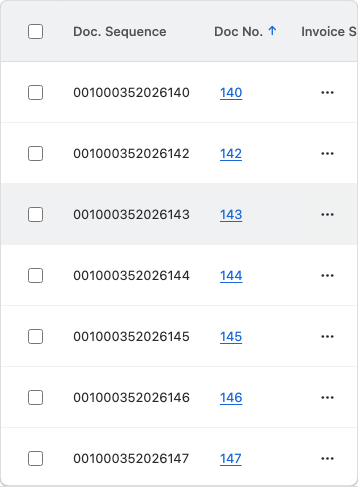 Doc. Sequence Doc No. ↑ Invoice S
001000352026140 140 ...
001000352026142 142 ...
001000352026143 143 ...
001000352026144 144 ...
001000352026145 145 ...
001000352026146 146 ...
001000352026147 147 ...